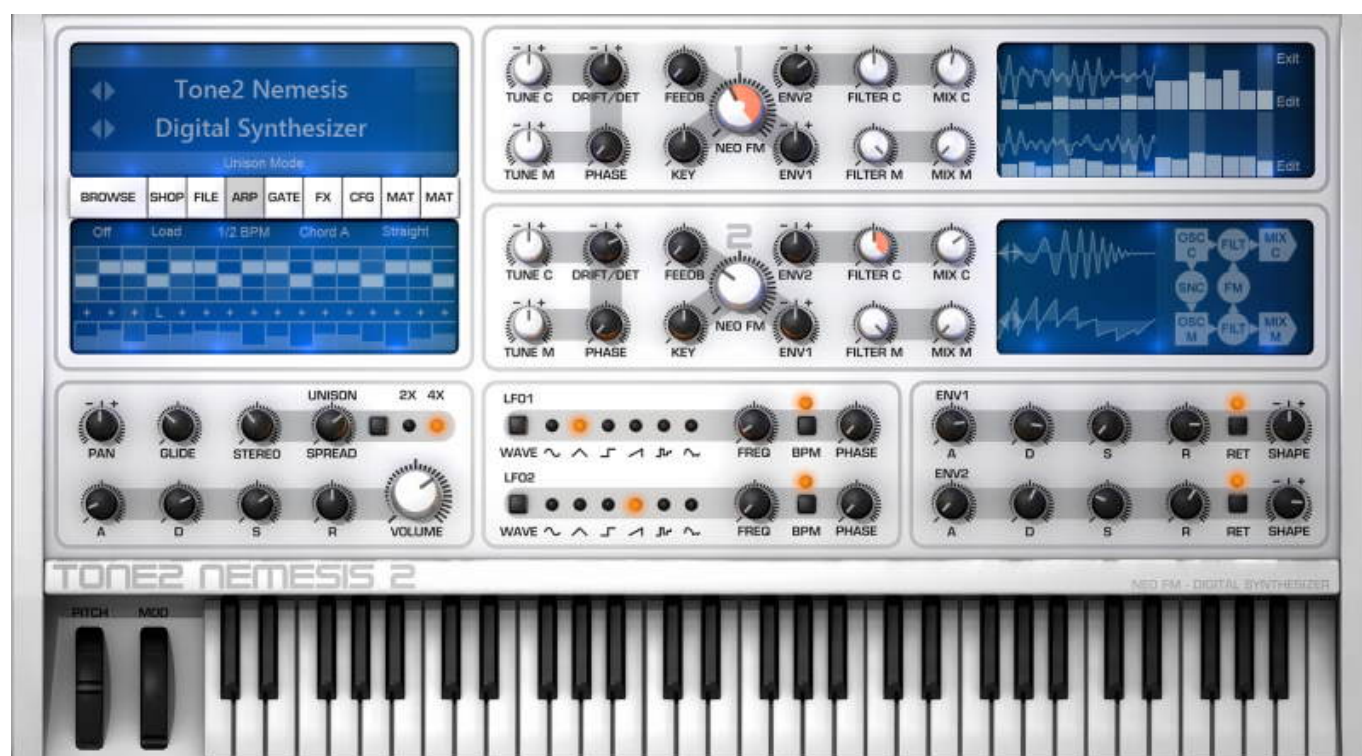 Tone2 Nemesis
Digital Synthesizer
Unison Mode
BROWSE SHOP FILE ARP GATE FX CFG MAT MAT
Off Load 1/2 BPM Chord A Straight
L
1
TUNE C DRIFT/DET FEEDB ENV2 FILTER C MIX C
NEO FM
TUNE M PHASE KEY ENV1 FILTER M MIX M
Exit
Edit
Edit
2
TUNE C DRIFT/DET FEEDB ENV2 FILTER C MIX C
NEO FM
TUNE M PHASE KEY ENV1 FILTER M MIX M
OSC C FILT MIX C
SNC FM
OSC M FILT MIX M
UNISON 2X 4X
PAN GLIDE STEREO SPREAD
A D S R VOLUME
LFO1
WAVE FREQ BPM PHASE
LFO2
WAVE FREQ BPM PHASE
ENV1
A D S R RET SHAPE
ENV2
A D S R RET SHAPE
TONE2 NEMESIS 2
NEO FM - DIGITAL SYNTHESIZER
PITCH MOD